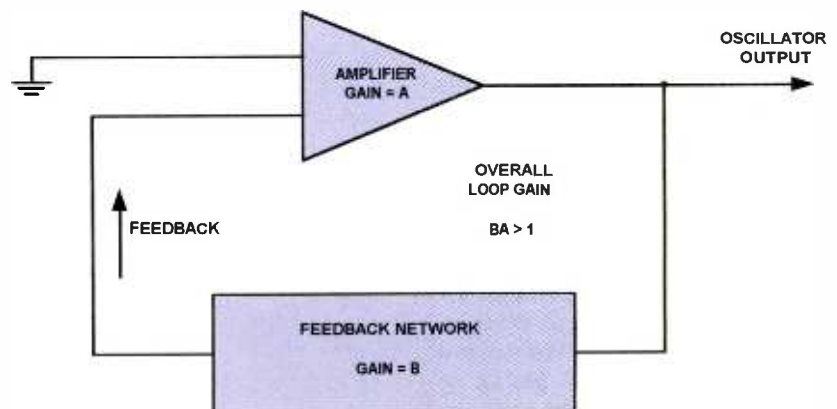 OSCILLATOR
OUTPUT
AMPLIFIER
GAIN = A
OVERALL
LOOP GAIN
BA > 1
FEEDBACK
FEEDBACK NETWORK
GAIN = B